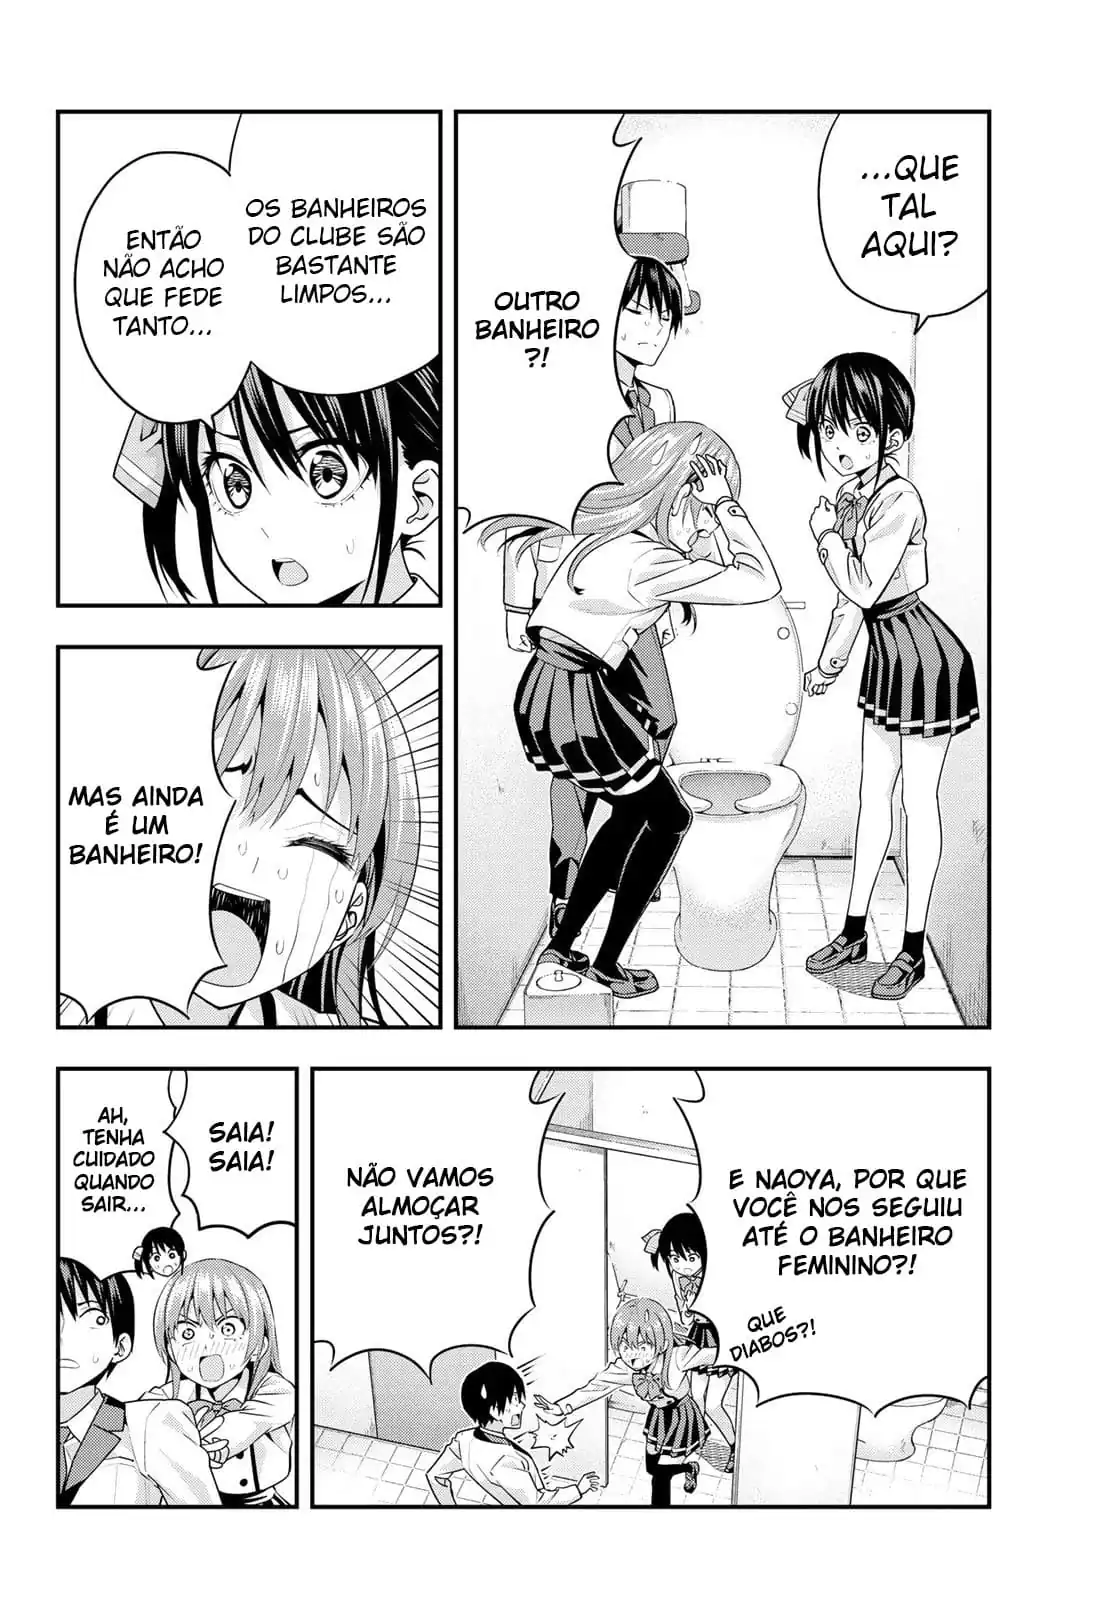 ...QUE
TAL
AQUI?
OUTRO
BANHEIRO
?!
OS BANHEIROS
DO CLUBE SÃO
BASTANTE
LIMPOS...
ENTÃO
NÃO ACHO
QUE FEDE
TANTO...
MAS AINDA
É UM
BANHEIRO!
E NAOYA, POR QUE
VOCÊ NOS SEGUIU
ATÉ O BANHEIRO
FEMININO?!
QUE
DIABOS?!
NÃO VAMOS
ALMOÇAR
JUNTOS?!
SAIA!
SAIA!
AH,
TENHA
CUIDADO
QUANDO
SAIR...